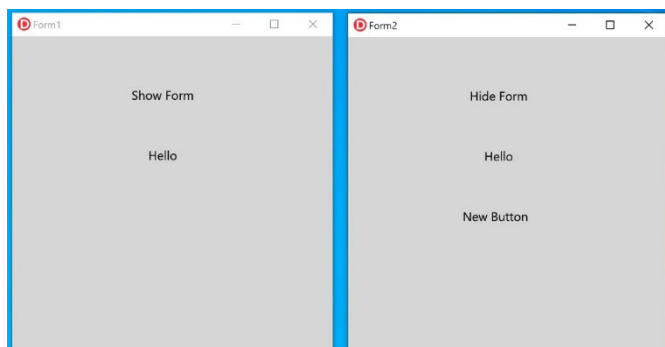 Form1
Show Form
Hello
Form2
Hide Form
Hello
New Button